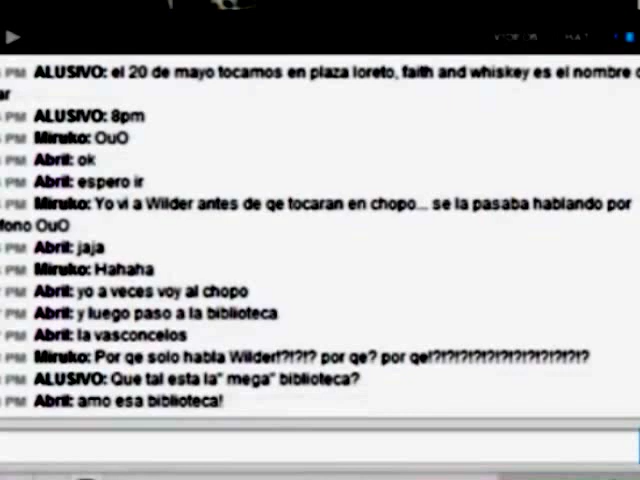 PM ALUSIVO: el 20 de mayo tocamos en plaza loreto, faith and whiskey es el nombre
ar
PM ALUSIVO: 8pm
PM Miruko: OuO
PM Abril: ok
PM Abril: espero ir
PM Miruko: Yo vi a Wilder antes de qe tocaran en chopo... se la pasaba hablando por
fono OuO
PM Abril: jaja
PM Miruko: Hahaha
PM Abril: yo a veces voy al chopo
PM Abril: y luego paso a la biblioteca
PM Abril: la vasconcelos
PM Miruko: Por qe solo habla Wilder!?!?!? por qe? por qe!?!?!?!?!?!?!?!?!?!?!?!?
PM ALUSIVO: Que tal esta la" mega" biblioteca?
PM Abril: amo esa biblioteca!